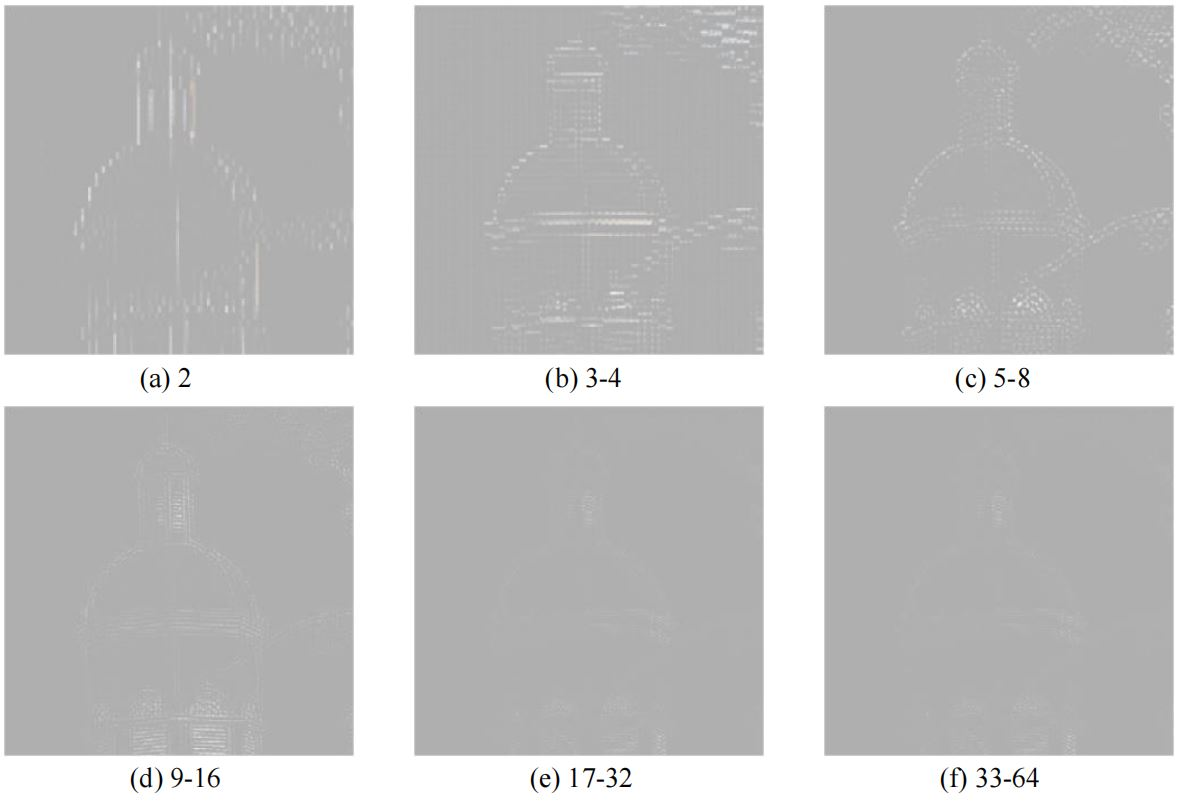 (a) 2
(b) 3-4
(c) 5-8
(d) 9-16
(e) 17-32
(f) 33-64